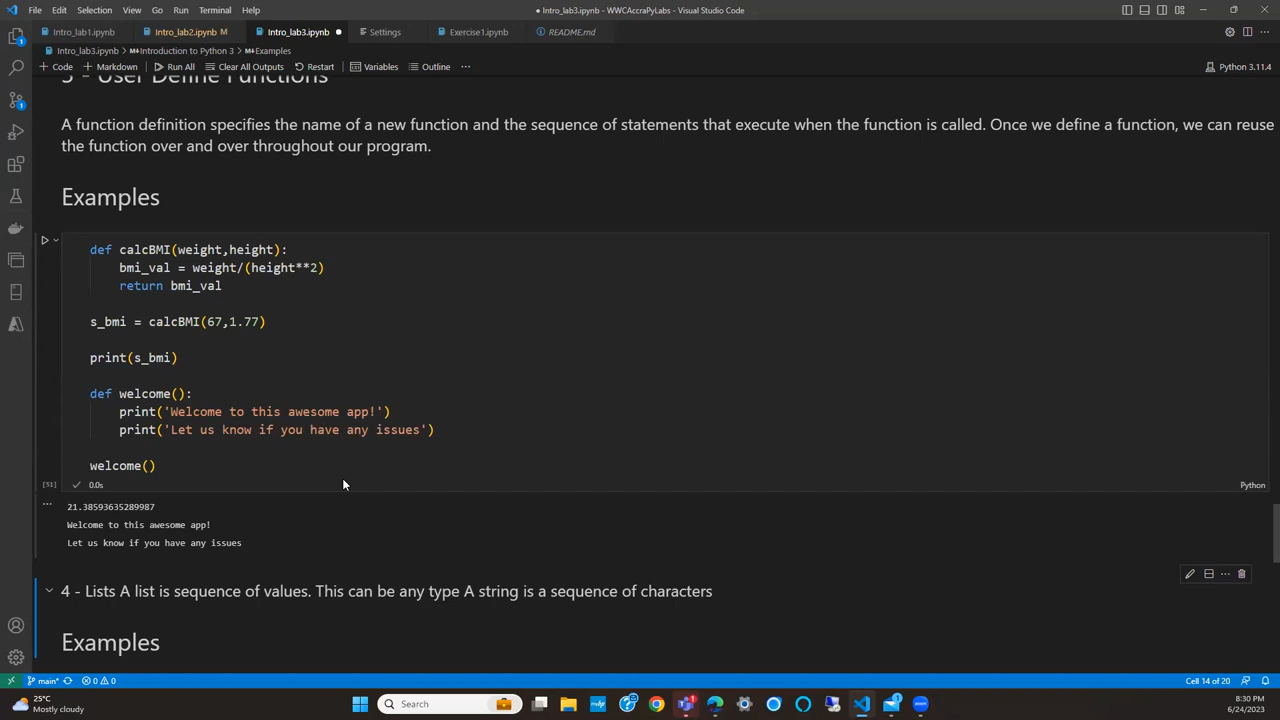 File Edit Selection View Go Run Terminal Help
● Intro_lab3.ipynb - WWCAccraPyLabs - Visual Studio Code
Intro_lab1.ipynb Intro_lab2.ipynb M Intro_lab3.ipynb ● Settings Exercise1.ipynb README.md
Intro_lab3.ipynb > M↓Introduction to Python 3 > M↓Examples
+ Code + Markdown Run All Clear All Outputs Restart Variables Outline ... Python 3.11.4
3 - User Define Functions
A function definition specifies the name of a new function and the sequence of statements that execute when the function is called. Once we define a function, we can reuse
the function over and over throughout our program.
Examples
def calcBMI(weight,height):
bmi_val = weight/(height**2)
return bmi_val
s_bmi = calcBMI(67,1.77)
print(s_bmi)
def welcome():
print('Welcome to this awesome app!')
print('Let us know if you have any issues')
welcome()
[51] ✓ 0.0s Python
... 21.38593635289987
Welcome to this awesome app!
Let us know if you have any issues
4 - Lists A list is sequence of values. This can be any type A string is a sequence of characters
Examples
main* 0 0 Cell 14 of 20
25°C
Mostly cloudy
Search
8:30 PM
6/24/2023